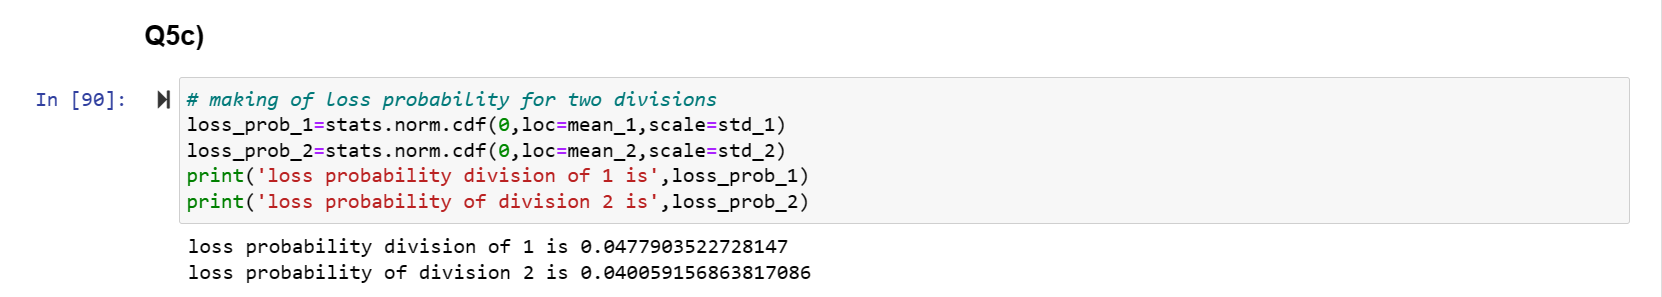 Q5c)
In [90]:
# making of loss probability for two divisions
loss_prob_1=stats.norm.cdf(0,loc=mean_1,scale=std_1)
loss_prob_2=stats.norm.cdf(0,loc=mean_2,scale=std_2)
print('loss probability division of 1 is',loss_prob_1)
print('loss probability of division 2 is',loss_prob_2)
loss probability division of 1 is 0.0477903522728147
loss probability of division 2 is 0.040059156863817086